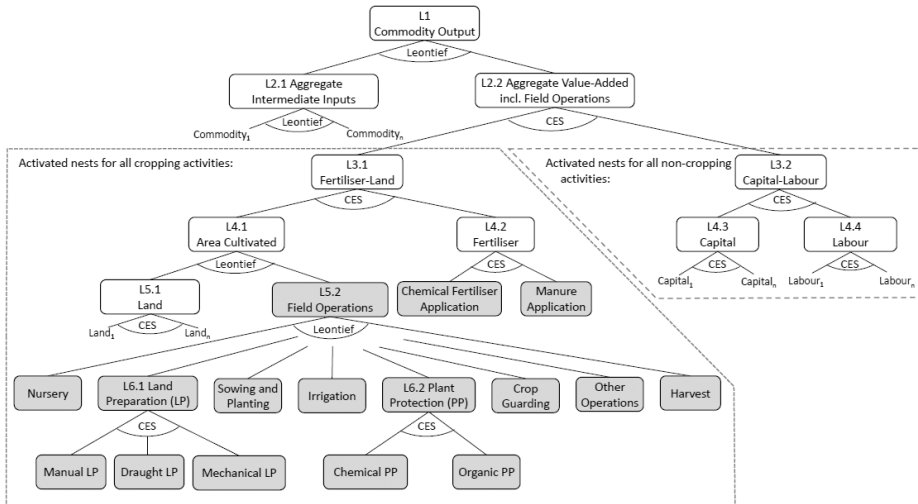 L1
Commodity Output
Leontief
L2.1 Aggregate
Intermediate Inputs
L2.2 Aggregate Value-Added
incl. Field Operations
Leontief
CES
Commodity1
Commodityn
Activated nests for all cropping activities:
L3.1
Fertiliser-Land
Activated nests for all non-cropping
activities:
L3.2
Capital-Labour
CES
CES
L4.1
Area Cultivated
L4.2
Fertiliser
L4.3
Capital
L4.4
Labour
Leontief
CES
CES
CES
Capital1
Capitaln
Labour1
Labourn
L5.1
Land
L5.2
Field Operations
Chemical Fertiliser
Application
Manure
Application
Land1
CES
Landn
Leontief
Nursery
L6.1 Land
Preparation (LP)
Sowing and
Planting
Irrigation
L6.2 Plant
Protection (PP)
Crop
Guarding
Other
Operations
Harvest
CES
CES
Manual LP
Draught LP
Mechanical LP
Chemical PP
Organic PP